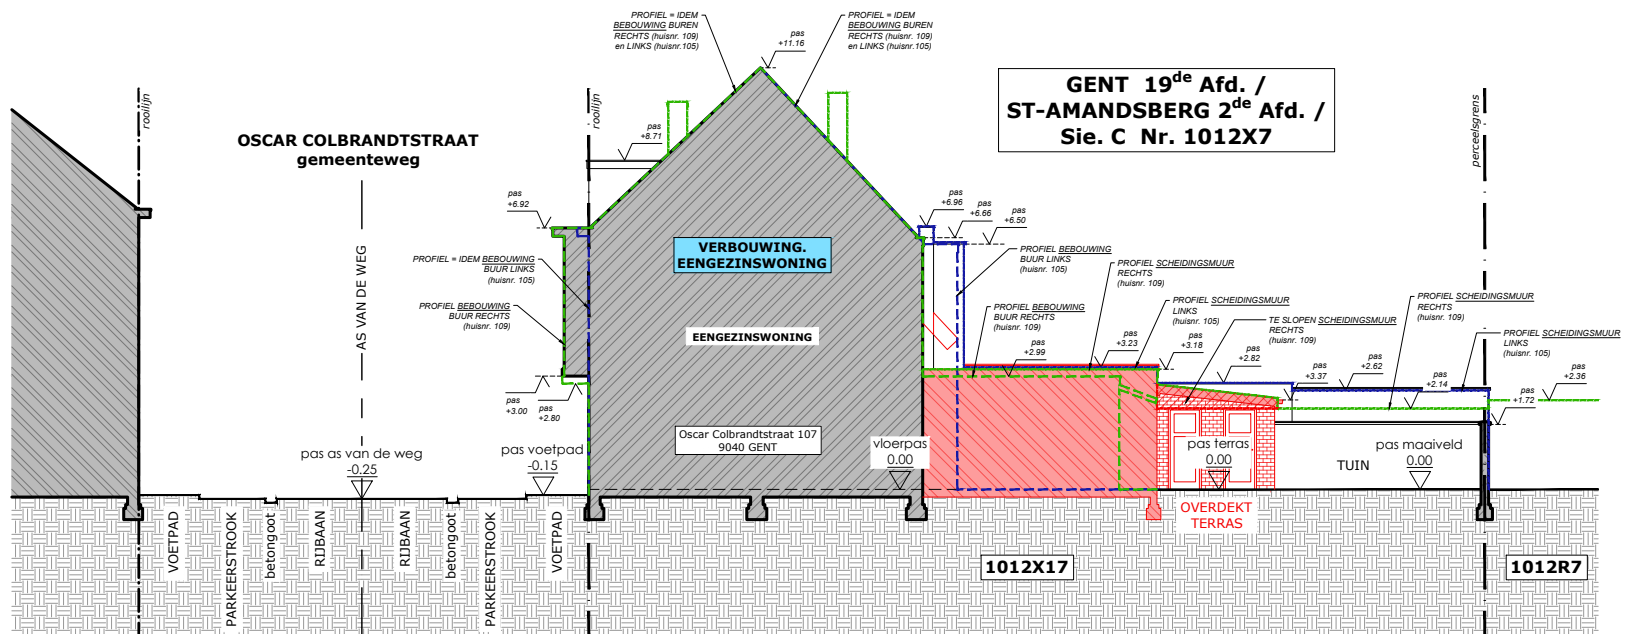 PROFIEL = IDEM
BEBOUWING BUREN
RECHTS (huisnr. 109)
en LINKS (huisnr.105)
pas
+11.16
PROFIEL = IDEM
BEBOUWING BUREN
RECHTS (huisnr. 109)
en LINKS (huisnr.105)
GENT 19de Afd. /
ST-AMANDSBERG 2de Afd. /
Sie. C Nr. 1012X7
rooilijn
rooilijn
perceelsgrens
OSCAR COLBRANDTSTRAAT
gemeenteweg
AS VAN DE WEG
pas
+8.71
pas
+6.92
pas
+6.96
pas
+6.66
pas
+6.50
VERBOUWING.
EENGEZINSWONING
PROFIEL = IDEM BEBOUWING
BUUR LINKS
(huisnr. 105)
PROFIEL BEBOUWING
BUUR RECHTS
(huisnr. 109)
PROFIEL BEBOUWING
BUUR LINKS
(huisnr. 105)
PROFIEL SCHEIDINGSMUUR
RECHTS
(huisnr. 109)
PROFIEL BEBOUWING
BUUR RECHTS
(huisnr. 109)
PROFIEL SCHEIDINGSMUUR
LINKS
(huisnr. 105)
TE SLOPEN SCHEIDINGSMUUR
RECHTS
(huisnr. 109)
PROFIEL SCHEIDINGSMUUR
RECHTS
(huisnr. 109)
PROFIEL SCHEIDINGSMUUR
LINKS
(huisnr. 105)
EENGEZINSWONING
pas
+2.99
pas
+3.23
pas
+3.18
pas
+2.82
pas
+3.37
pas
+2.62
pas
+2.14
pas
+1.72
pas
+2.36
pas
+3.00
pas
+2.80
Oscar Colbrandtstraat 107
9040 GENT
pas as van de weg
-0.25
pas voetpad
-0.15
vloerpas
0.00
pas terras
0.00
pas maaiveld
0.00
TUIN
OVERDEKT
TERRAS
VOETPAD
PARKEERSTROOK
betongoot
RIJBAAN
RIJBAAN
betongoot
PARKEERSTROOK
VOETPAD
1012X17
1012R7